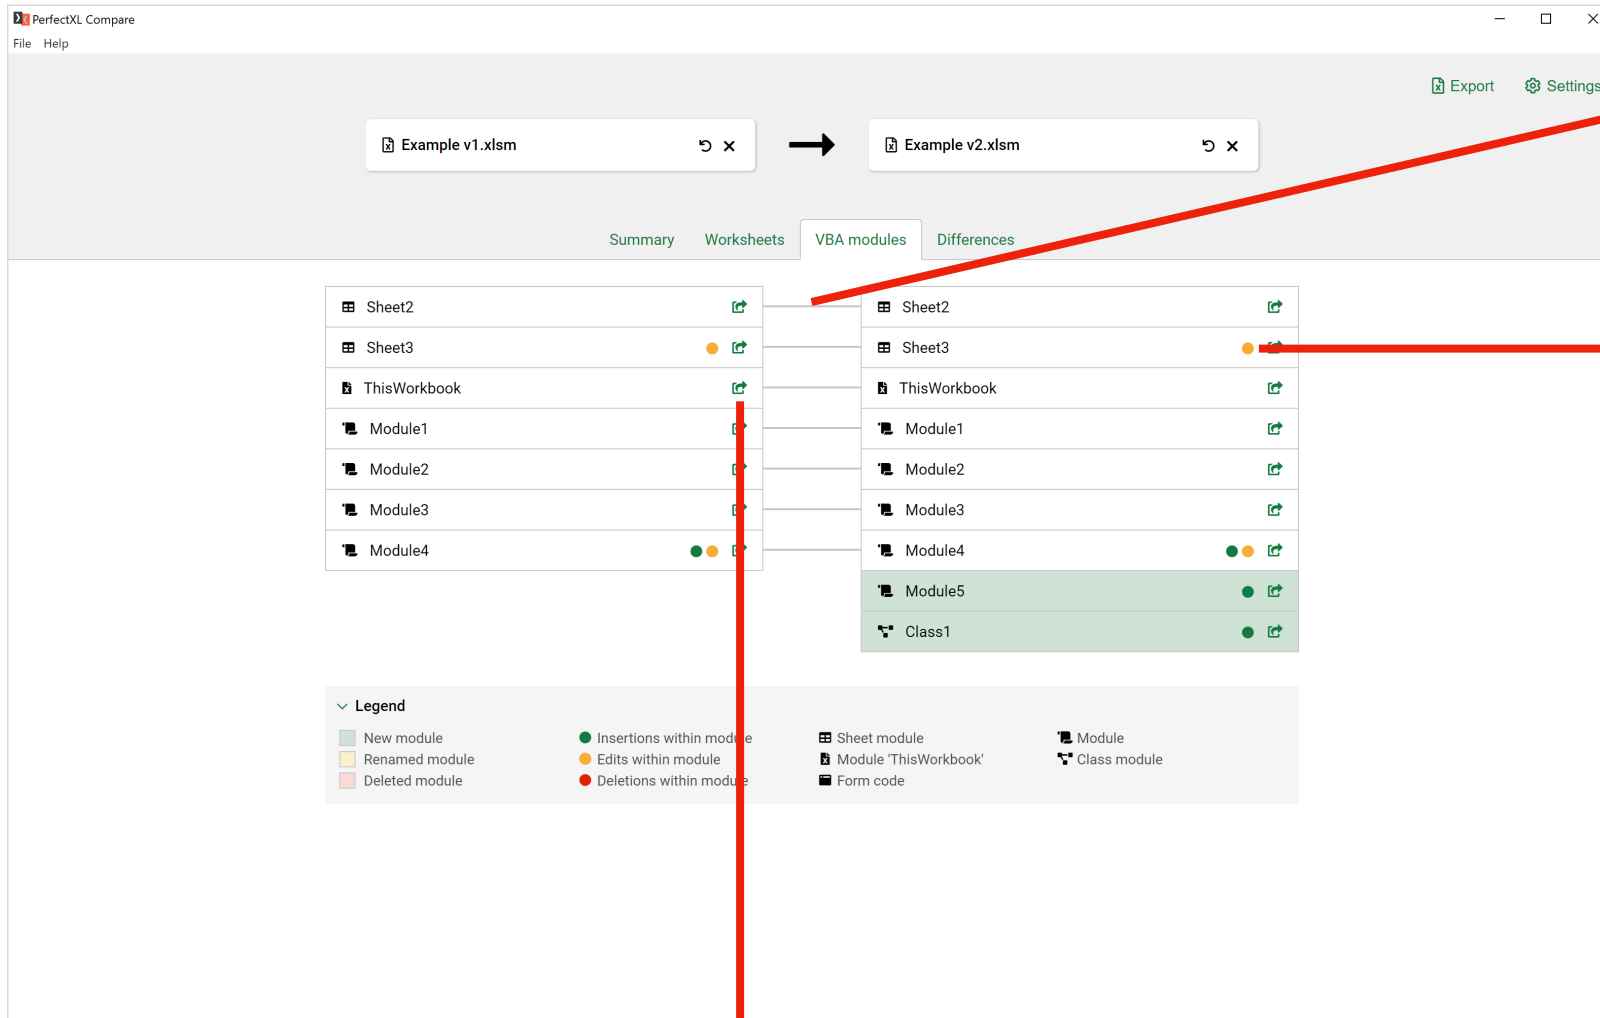 PerfectXL Compare
File Help
Export Settings
Example v1.xlsm Example v2.xlsm
Summary Worksheets VBA modules Differences
Sheet2 Sheet2
Sheet3 Sheet3
ThisWorkbook ThisWorkbook
Module1 Module1
Module2 Module2
Module3 Module3
Module4 Module4
Module5
Class1
Legend
New module Insertions within module Sheet module Module
Renamed module Edits within module Module 'ThisWorkbook' Class module
Deleted module Deletions within module Form code